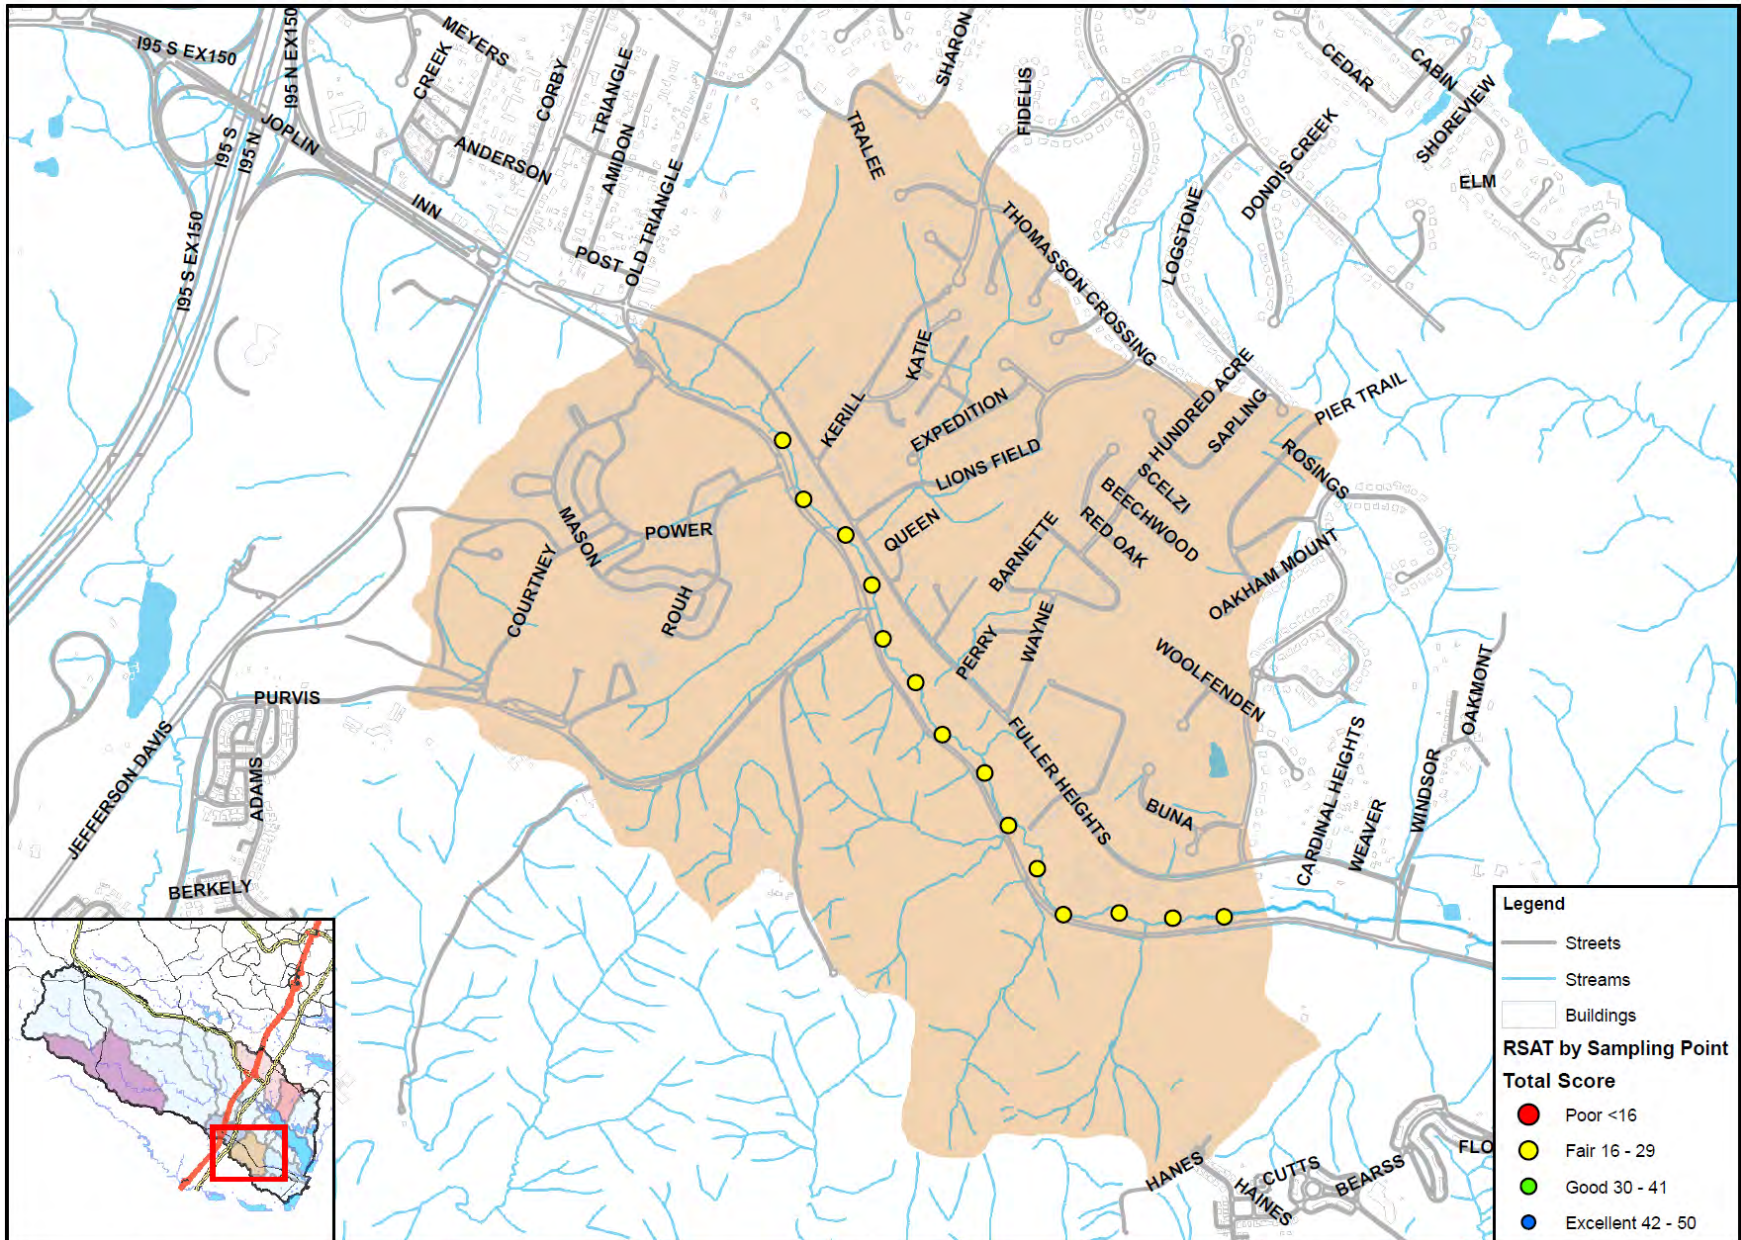 MEYERS
I95 S EX150
I95 N EX150
CREEK
CORBY
TRIANGLE
SHARON
FIDELIS
CEDAR
CABIN
SHOREVIEW
JOPLIN
I95 S
I95 N
ANDERSON
AMIDON
TRALEE
DONDIS CREEK
ELM
INN
OLD TRIANGLE
POST
I95 S EX150
THOMASSON CROSSING
LOGSTONE
KATIE
KERILL
EXPEDITION
LIONS FIELD
HUNDRED ACRE
SAPLING
PIER TRAIL
ROSINGS
SCELZI
BEECHWOOD
RED OAK
MASON
POWER
QUEEN
BARNETTE
OAKHAM MOUNT
COURTNEY
ROUH
PERRY
WAYNE
WOOLFENDEN
OAKMONT
PURVIS
JEFFERSON DAVIS
ADAMS
FULLER HEIGHTS
BUNA
CARDINAL HEIGHTS
WEAVER
WINDSOR
BERKELY
HANES
CUTTS
HAINES
BEARSS
FLO
Legend
Streets
Streams
Buildings
RSAT by Sampling Point
Total Score
Poor <16
Fair 16 - 29
Good 30 - 41
Excellent 42 - 50